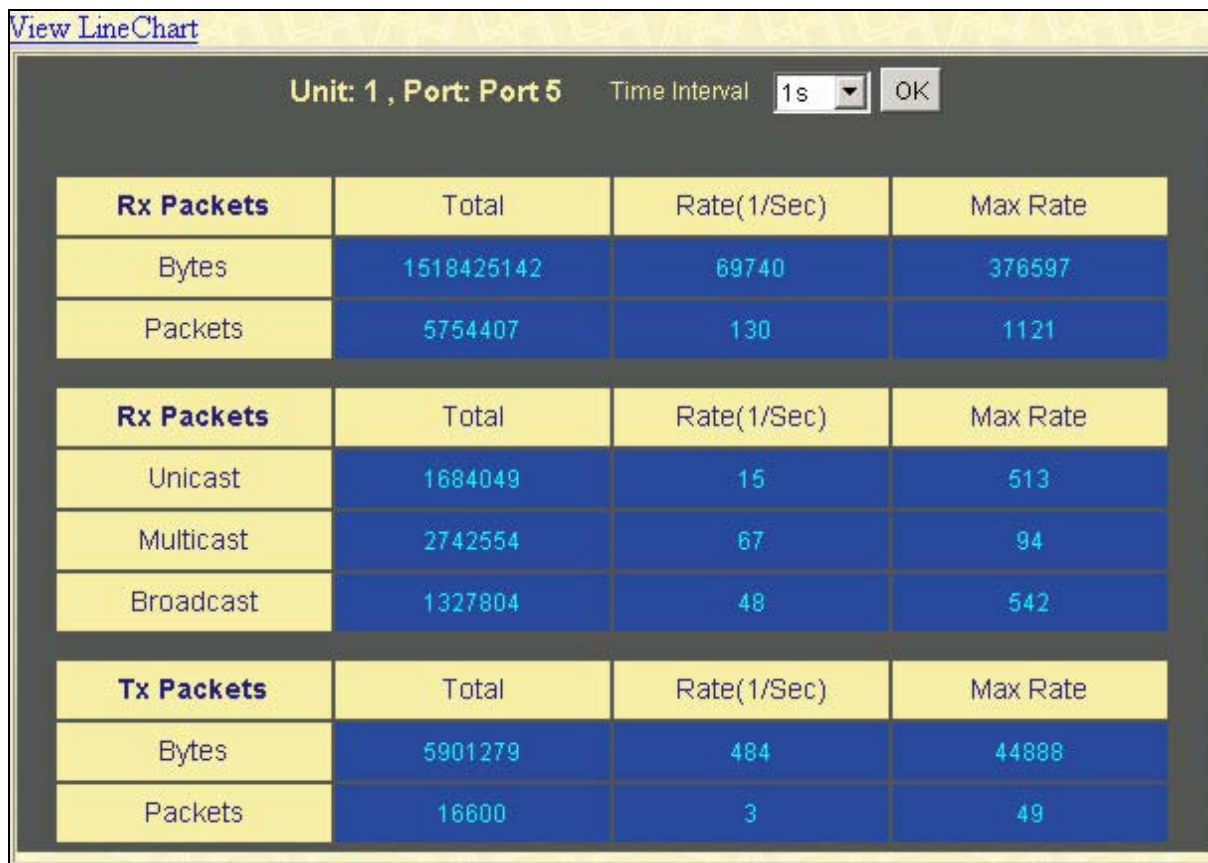 View LineChart
Unit: 1 , Port: Port 5 Time Interval 1s OK
Rx Packets Total Rate(1/Sec) Max Rate
Bytes 1518425142 69740 376597
Packets 5754407 130 1121
Rx Packets Total Rate(1/Sec) Max Rate
Unicast 1684049 15 513
Multicast 2742554 67 94
Broadcast 1327804 48 542
Tx Packets Total Rate(1/Sec) Max Rate
Bytes 5901279 484 44888
Packets 16600 3 49